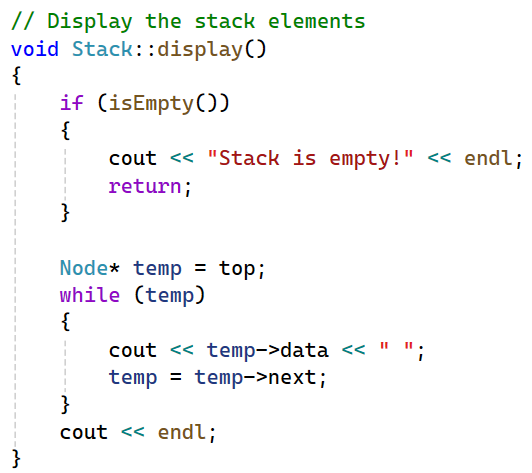 // Display the stack elements
void Stack::display()
{
    if (isEmpty())
    {
        cout << "Stack is empty!" << endl;
        return;
    }

    Node* temp = top;
    while (temp)
    {
        cout << temp->data << " ";
        temp = temp->next;
    }
    cout << endl;
}